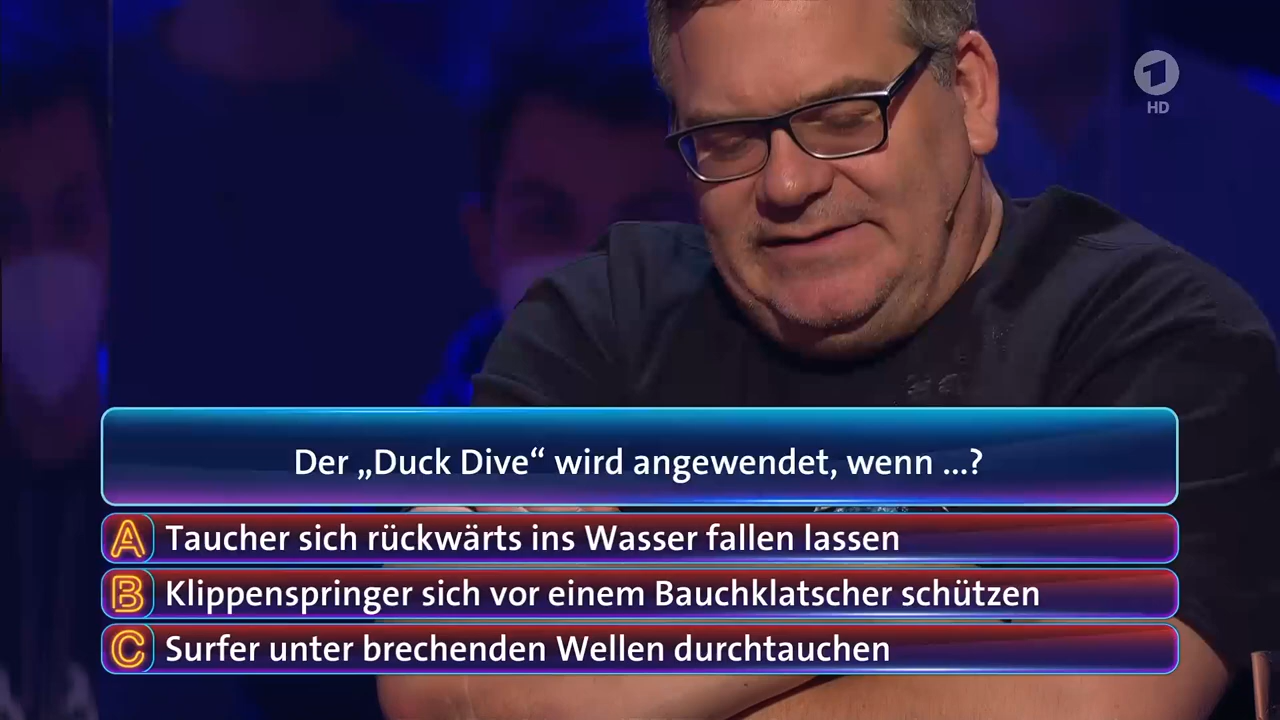 1
HD
Der „Duck Dive“ wird angewendet, wenn ...?
A Taucher sich rückwärts ins Wasser fallen lassen
B Klippenspringer sich vor einem Bauchklatscher schützen
C Surfer unter brechenden Wellen durchtauchen